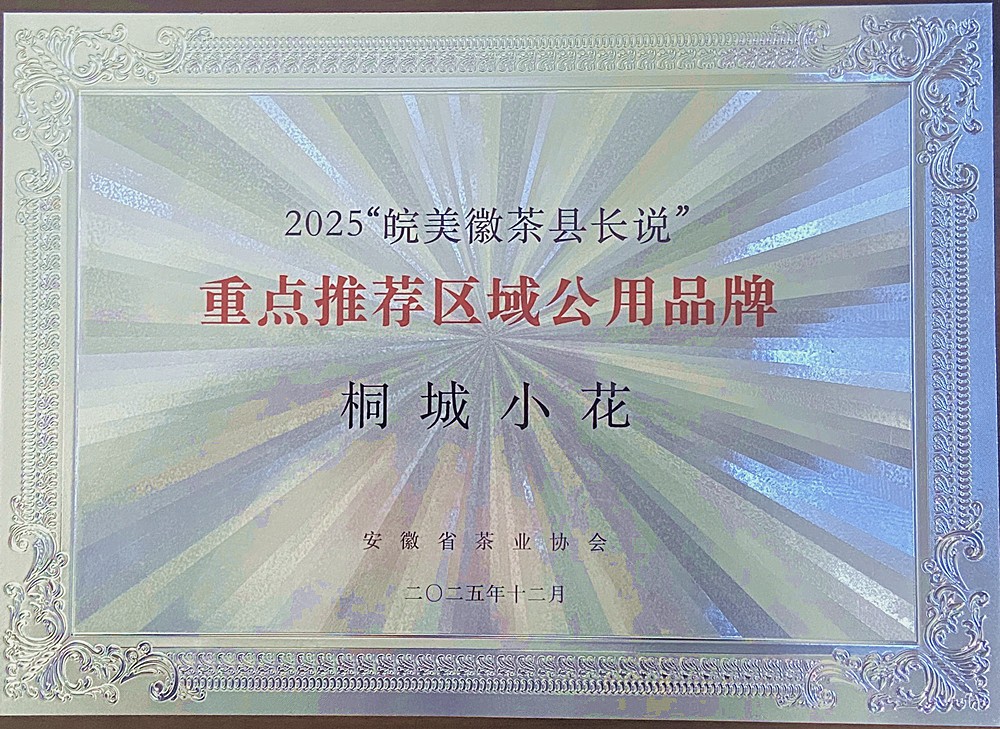 2025“皖美徽茶县长说”
重点推荐区域公用品牌
桐城小花
安徽省茶业协会
二〇二五年十二月